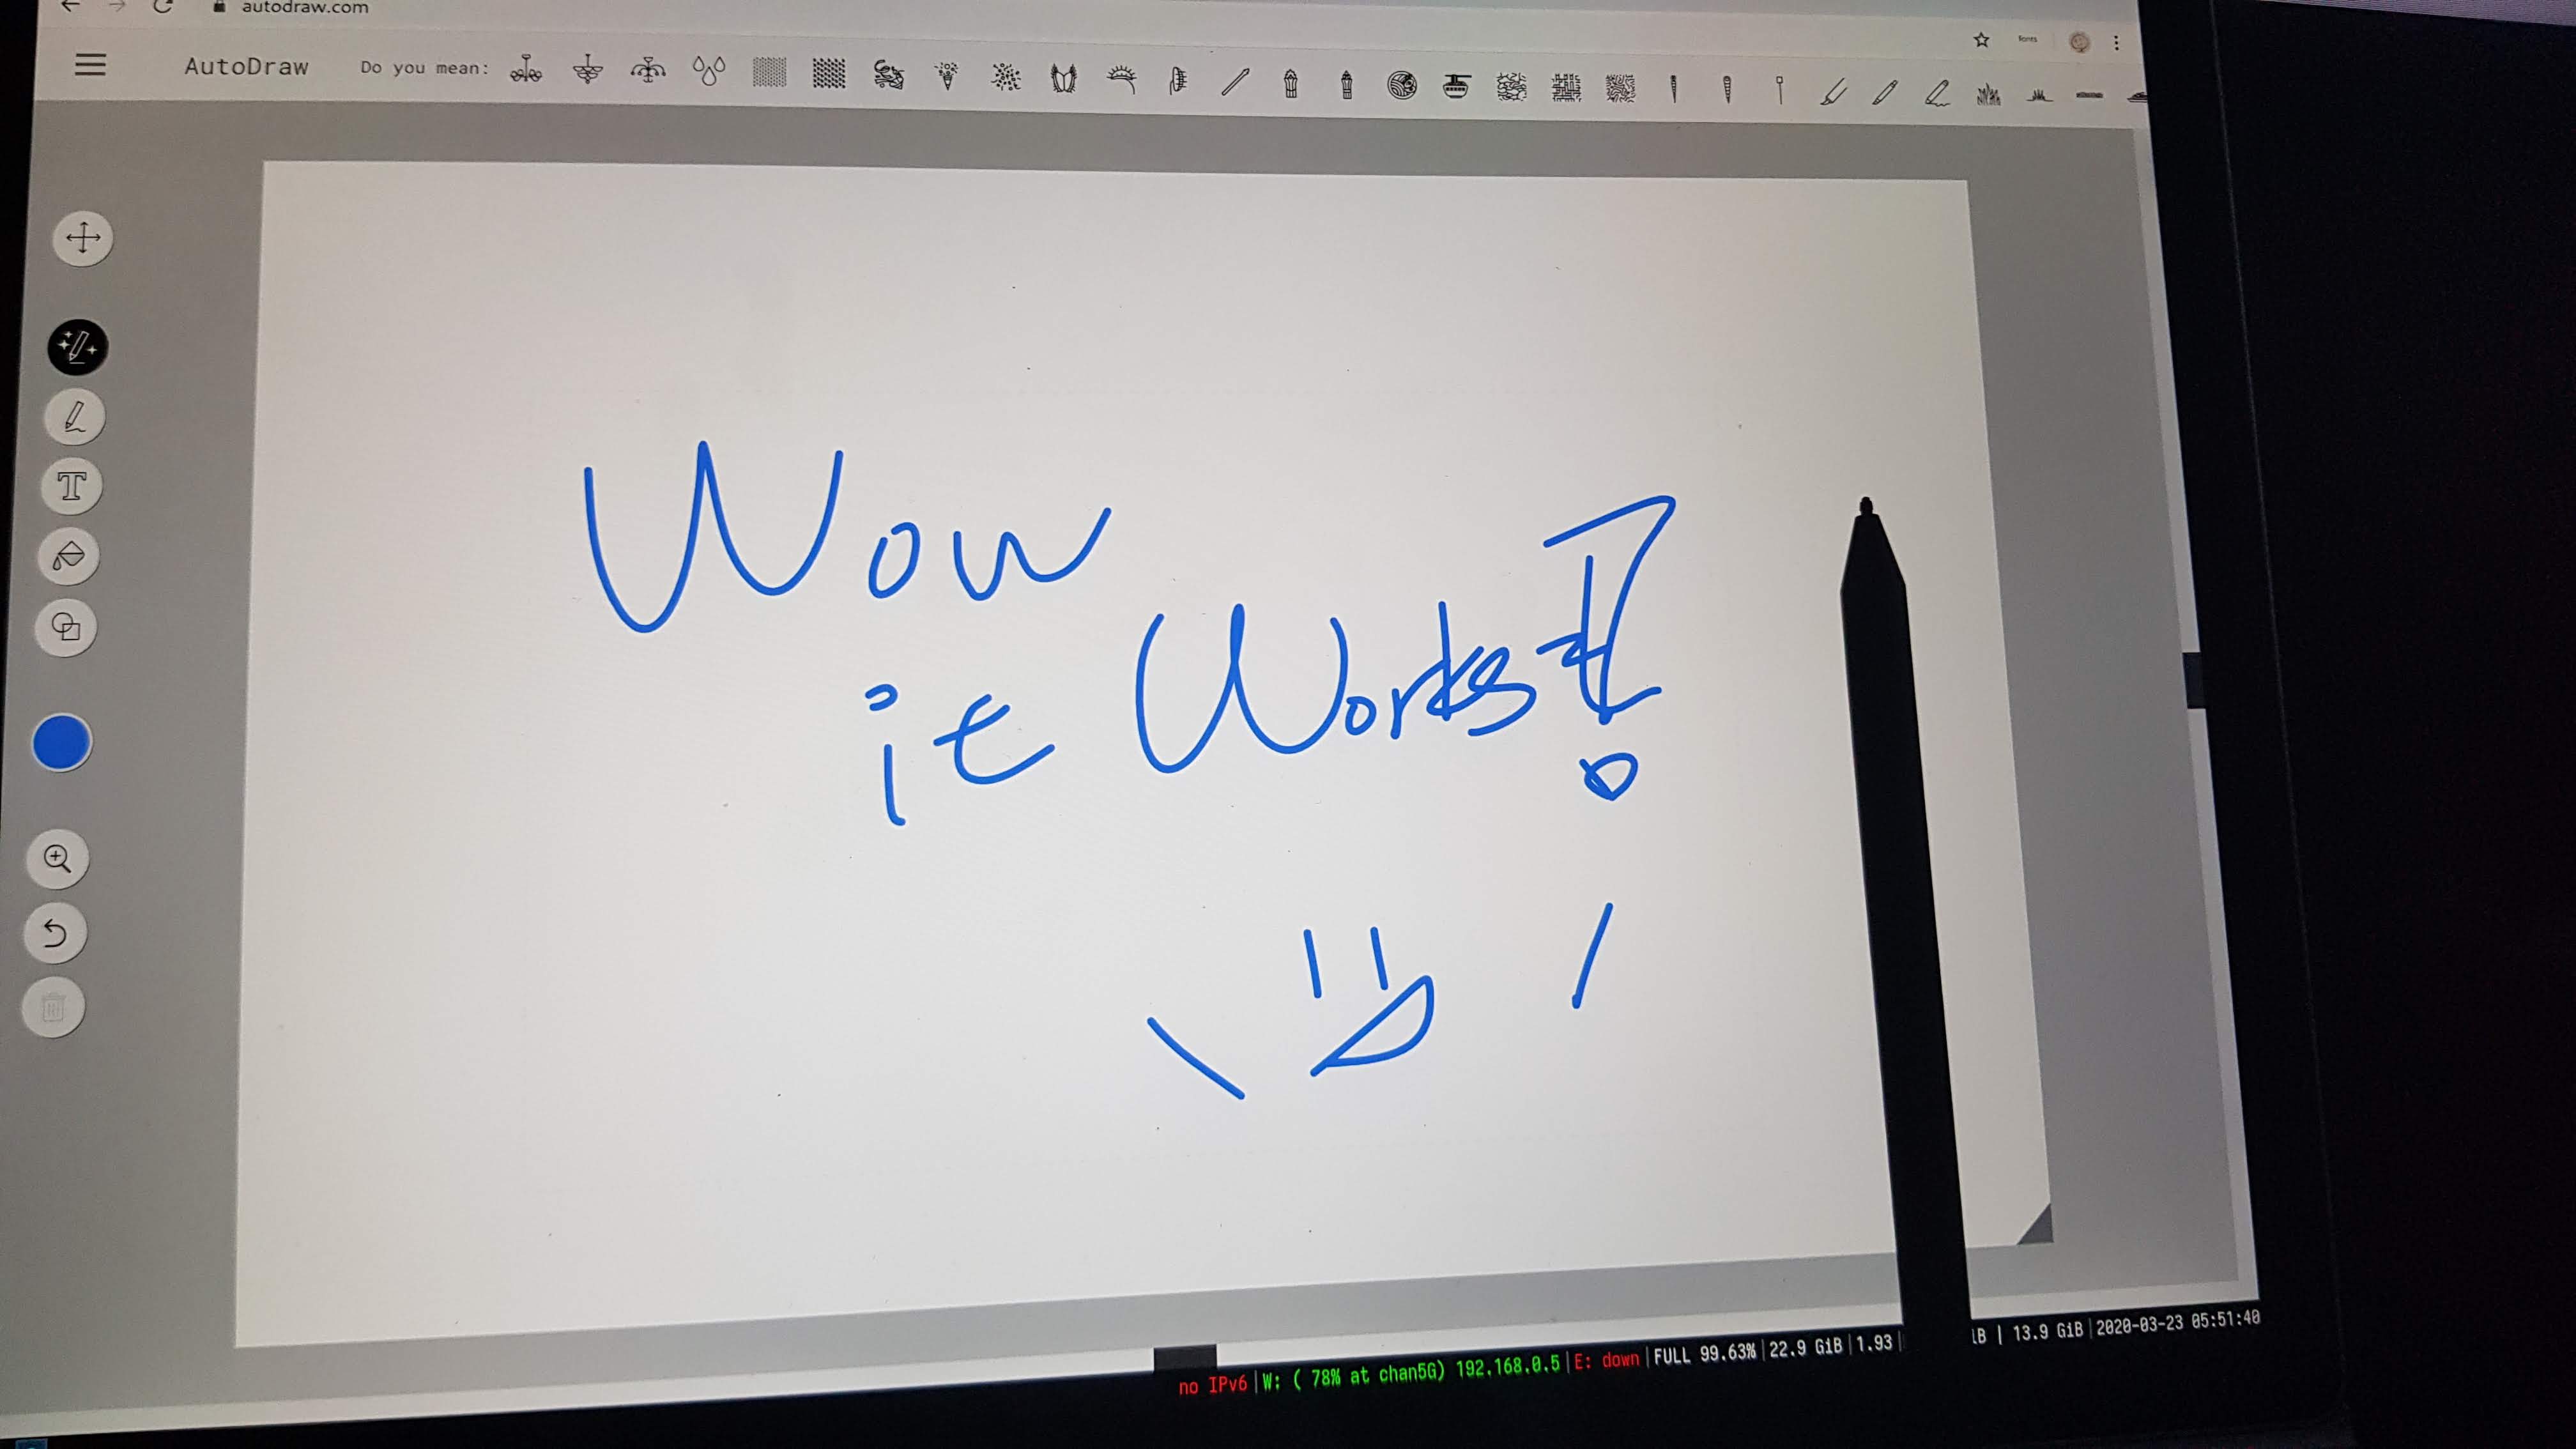 autodraw.com
AutoDraw Do you mean:
Wow
it Works!
no IPv6|W: ( 78% at chan5G) 192.168.0.5|E: down|FULL 99.63%|22.9 GiB|1.93| iB | 13.9 GiB|2020-03-23 05:51:40